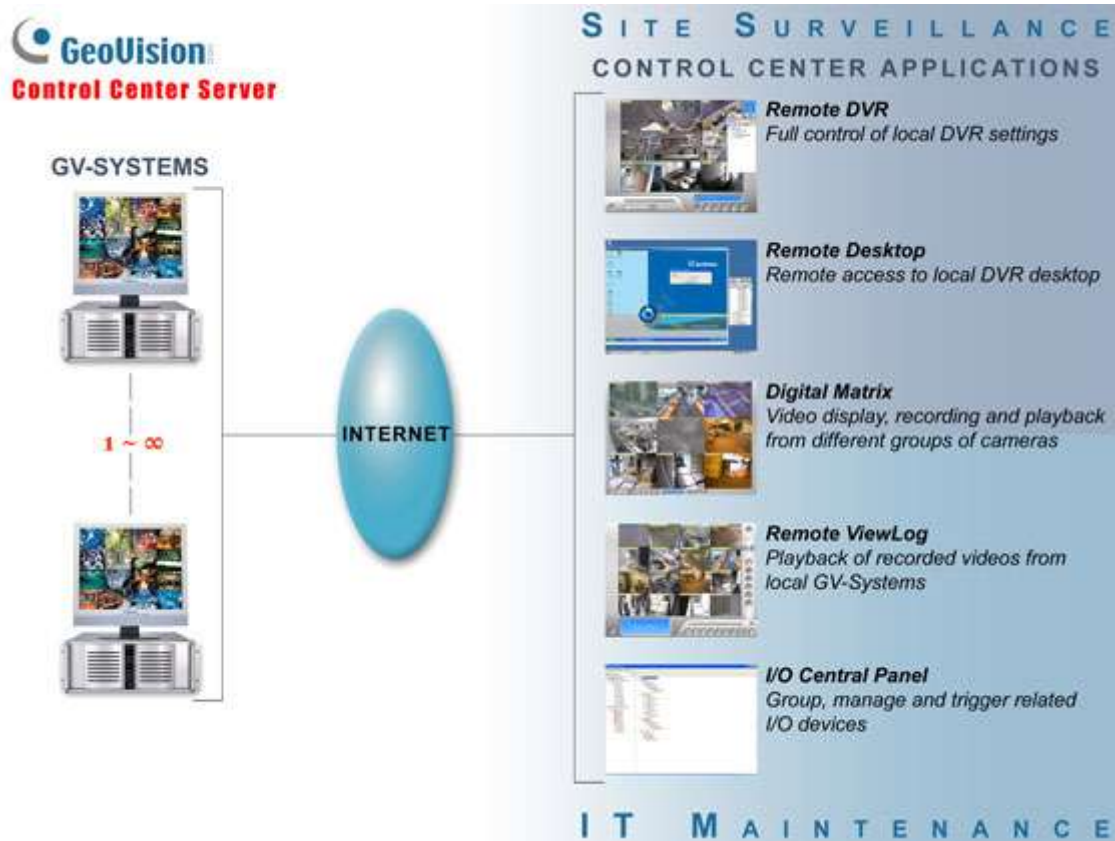 GeoVision
Control Center Server
GV-SYSTEMS
1 ~ ∞
INTERNET
SITE SURVEILLANCE
CONTROL CENTER APPLICATIONS
Remote DVR
Full control of local DVR settings
Remote Desktop
Remote access to local DVR desktop
Digital Matrix
Video display, recording and playback
from different groups of cameras
Remote ViewLog
Playback of recorded videos from
local GV-Systems
I/O Central Panel
Group, manage and trigger related
I/O devices
IT MAINTENANCE